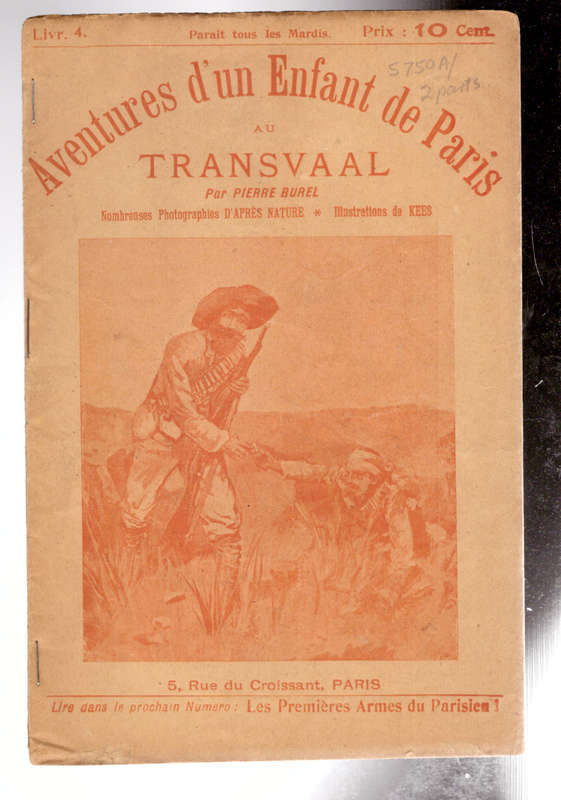 Livr. 4. Parait tous les Mardis. Prix : 10 Cent.
5750A/
2 parts
Aventures d'un Enfant de Paris
AU
TRANSVAAL
Par PIERRE BUREL
Nombreuses Photographies D'APRÈS NATURE * Illustrations de KEES
5, Rue du Croissant, PARIS
Lire dans le prochain Numero : Les Premières Armes du Parisien !